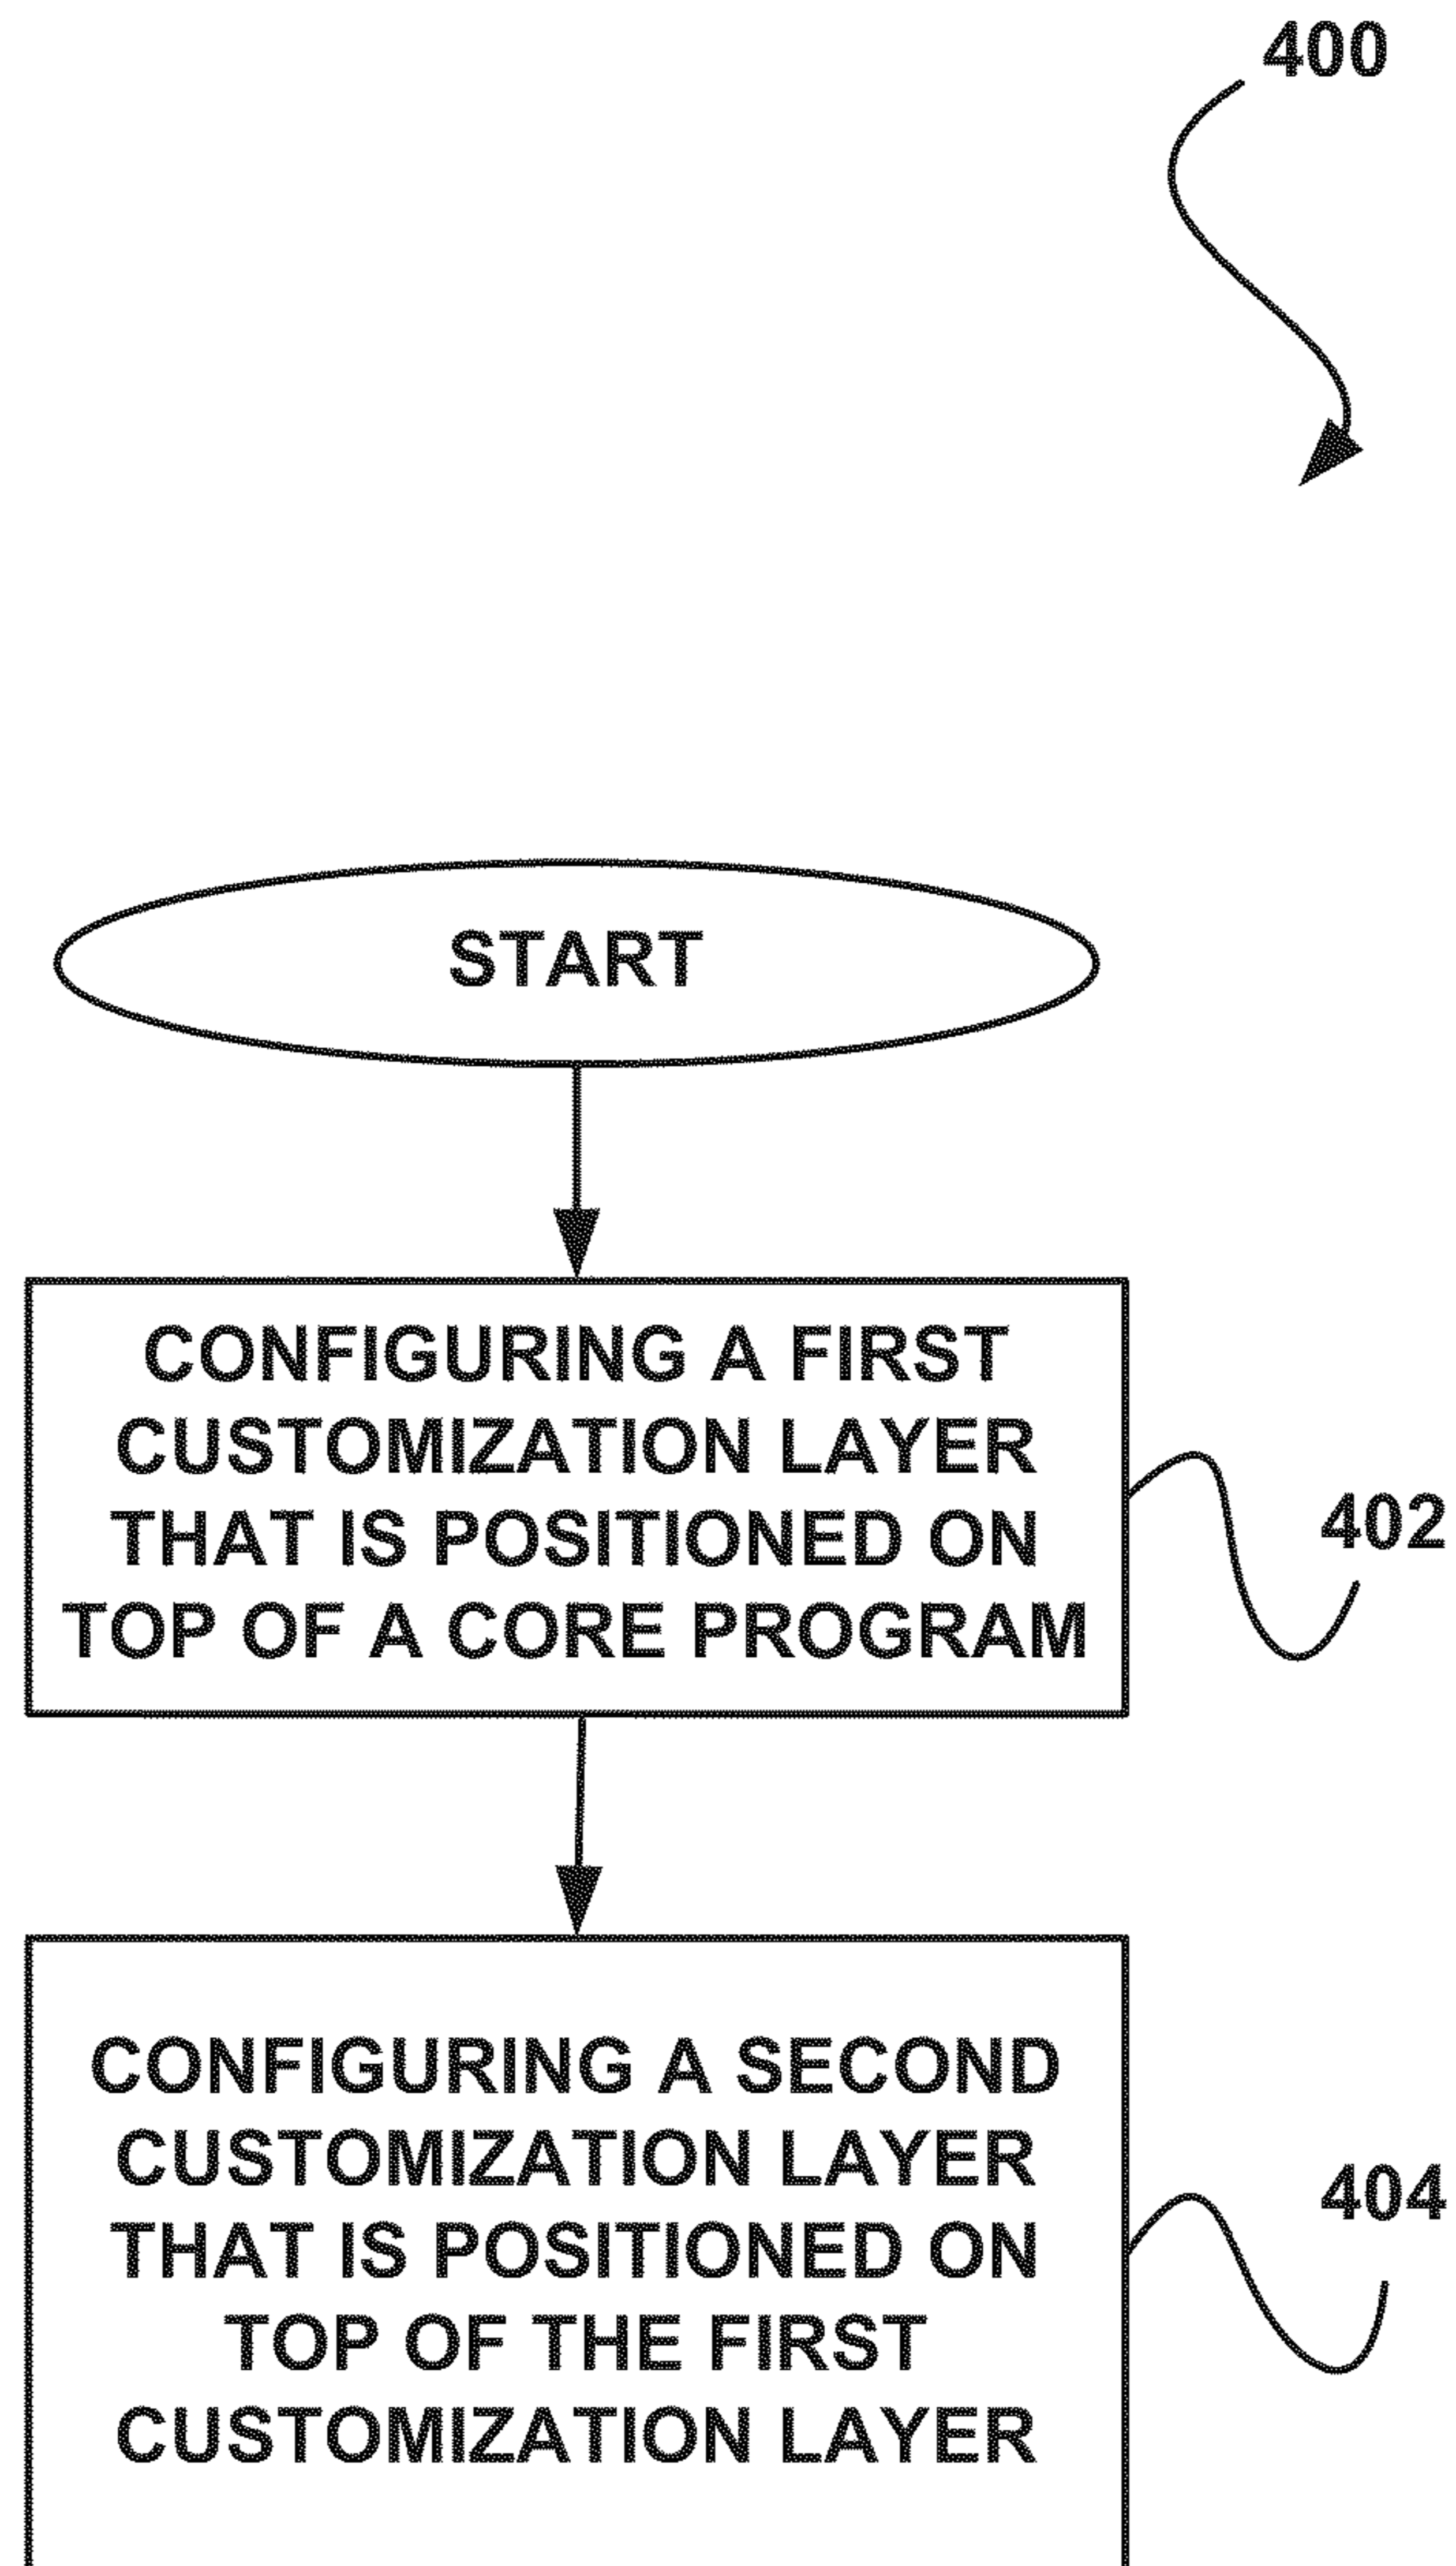 400
START
CONFIGURING A FIRST
CUSTOMIZATION LAYER
THAT IS POSITIONED ON
TOP OF A CORE PROGRAM
402
CONFIGURING A SECOND
CUSTOMIZATION LAYER
THAT IS POSITIONED ON
TOP OF THE FIRST
CUSTOMIZATION LAYER
404